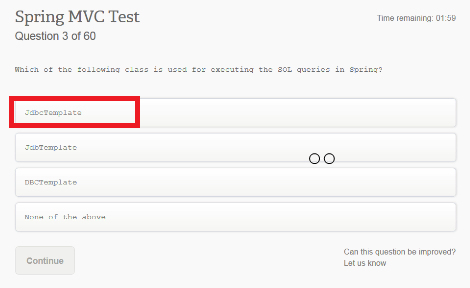 Spring MVC Test
Time remaining: 01:59
Question 3 of 60
Which of the following class is used for executing the SQL queries in Spring?
JdbcTemplate
JdbTemplate
DBCTemplate
None of the above
Continue
Can this question be improved?
Let us know